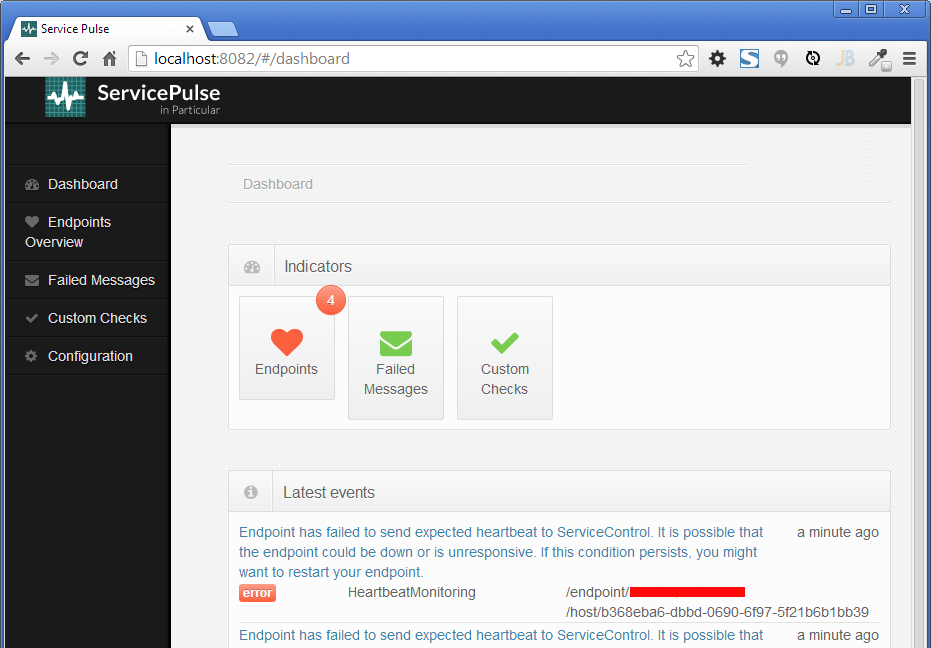 Service Pulse
localhost:8082/#/dashboard
JB
ServicePulse
in Particular
Dashboard
Endpoints
Overview
Failed Messages
Custom Checks
Configuration
Dashboard
Indicators
4
Endpoints
Failed
Messages
Custom
Checks
Latest events
Endpoint has failed to send expected heartbeat to ServiceControl. It is possible that a minute ago
the endpoint could be down or is unresponsive. If this condition persists, you might
want to restart your endpoint.
error HeartbeatMonitoring /endpoint/
/host/b368eba6-dbbd-0690-6f97-5f21b6b1bb39
Endpoint has failed to send expected heartbeat to ServiceControl. It is possible that a minute ago